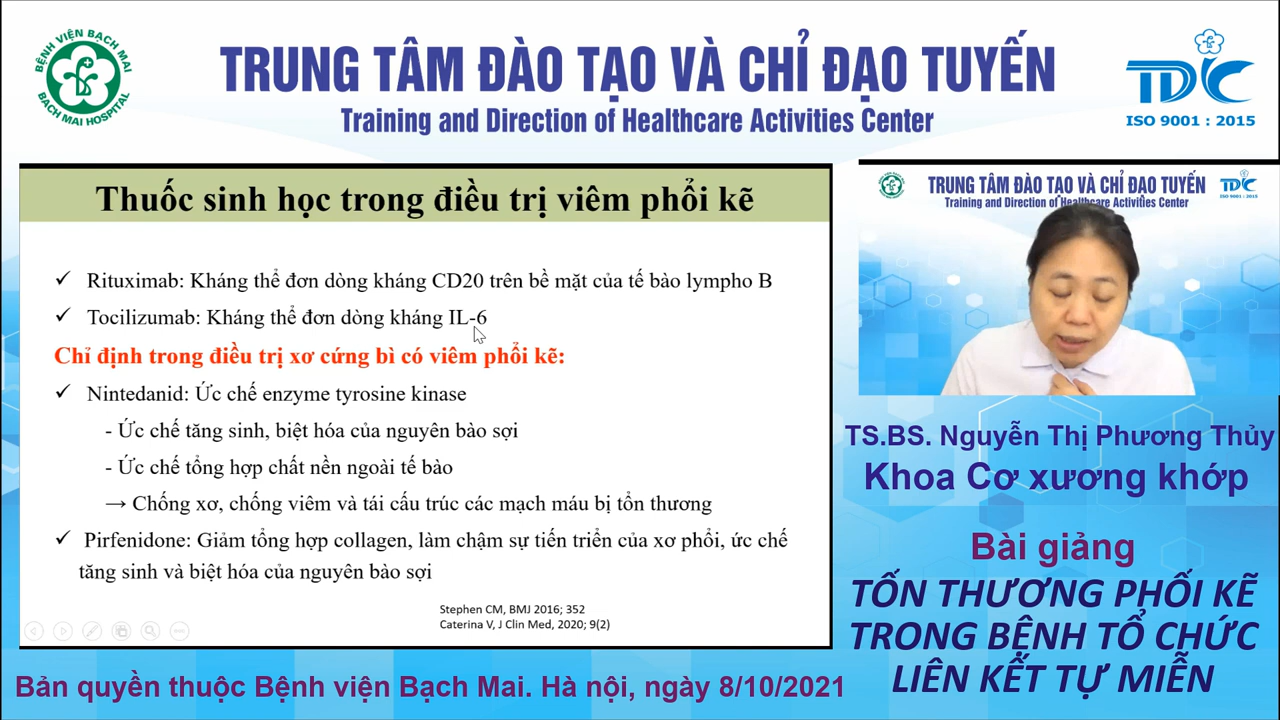 BỆNH VIỆN BẠCH MAI
BACH MAI HOSPITAL
TRUNG TÂM ĐÀO TẠO VÀ CHỈ ĐẠO TUYẾN
Training and Direction of Healthcare Activities Center
TDC
ISO 9001 : 2015
Thuốc sinh học trong điều trị viêm phổi kẽ
✓ Rituximab: Kháng thể đơn dòng kháng CD20 trên bề mặt của tế bào lympho B
✓ Tocilizumab: Kháng thể đơn dòng kháng IL-6
Chỉ định trong điều trị xơ cứng bì có viêm phổi kẽ:
✓ Nintedanid: Ức chế enzyme tyrosine kinase
- Ức chế tăng sinh, biệt hóa của nguyên bào sợi
- Ức chế tổng hợp chất nền ngoài tế bào
→ Chống xơ, chống viêm và tái cấu trúc các mạch máu bị tổn thương
✓ Pirfenidone: Giảm tổng hợp collagen, làm chậm sự tiến triển của xơ phổi, ức chế
tăng sinh và biệt hóa của nguyên bào sợi
Stephen CM, BMJ 2016; 352
Caterina V, J Clin Med, 2020; 9(2)
TRUNG TÂM ĐÀO TẠO VÀ CHỈ ĐẠO TUYẾN
Training and Direction of Healthcare Activities Center
TDC
ISO 9001 : 2015
TS.BS. Nguyễn Thị Phương Thủy
Khoa Cơ xương khớp
Bài giảng
TỔN THƯƠNG PHỔI KẼ
TRONG BỆNH TỔ CHỨC
LIÊN KẾT TỰ MIỄN
Bản quyền thuộc Bệnh viện Bạch Mai. Hà nội, ngày 8/10/2021